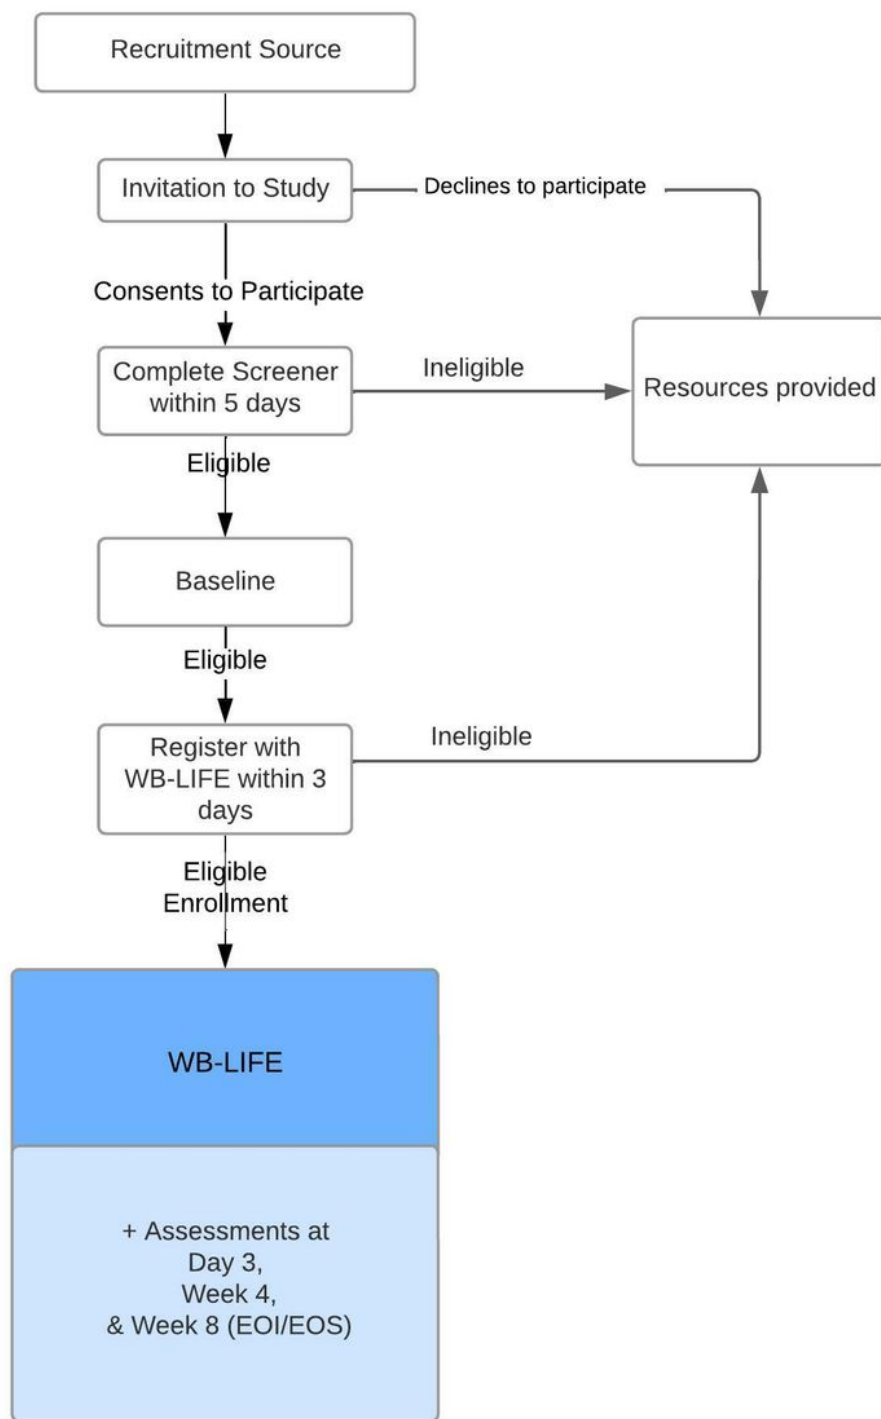 Recruitment Source
Invitation to Study
Declines to participate
Consents to Participate
Complete Screener
within 5 days
Ineligible
Resources provided
Eligible
Baseline
Eligible
Register with
WB-LIFE within 3
days
Ineligible
Eligible
Enrollment
WB-LIFE
+ Assessments at
Day 3,
Week 4,
& Week 8 (EOI/EOS)